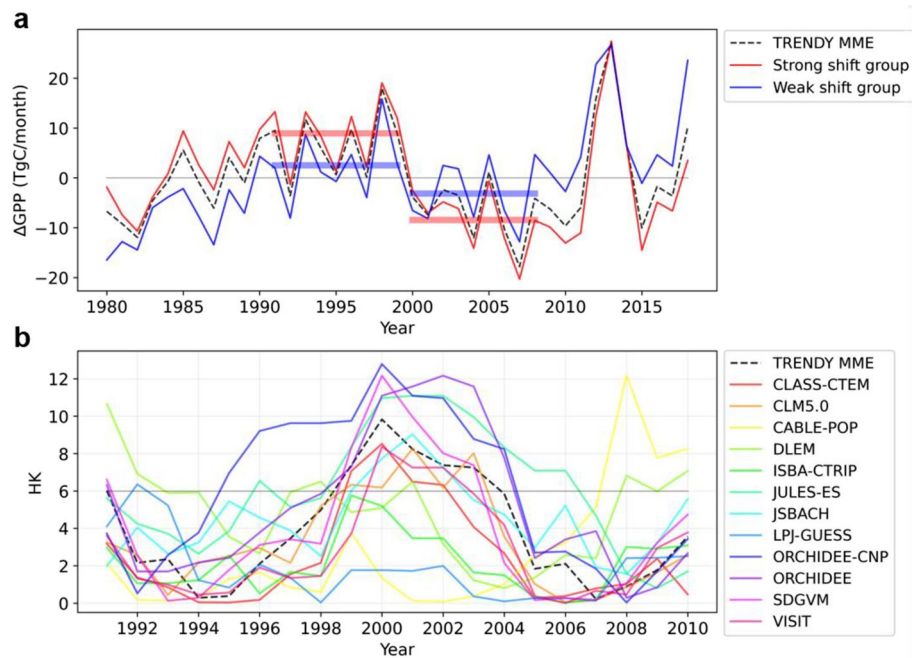 a
ΔGPP (TgC/month)
20
10
0
−10
−20
1980 1985 1990 1995 2000 2005 2010 2015
Year
TRENDY MME
Strong shift group
Weak shift group
b
HK
12
10
8
6
4
2
0
1992 1994 1996 1998 2000 2002 2004 2006 2008 2010
Year
TRENDY MME
CLASS-CTEM
CLM5.0
CABLE-POP
DLEM
ISBA-CTRIP
JULES-ES
JSBACH
LPJ-GUESS
ORCHIDEE-CNP
ORCHIDEE
SDGVM
VISIT